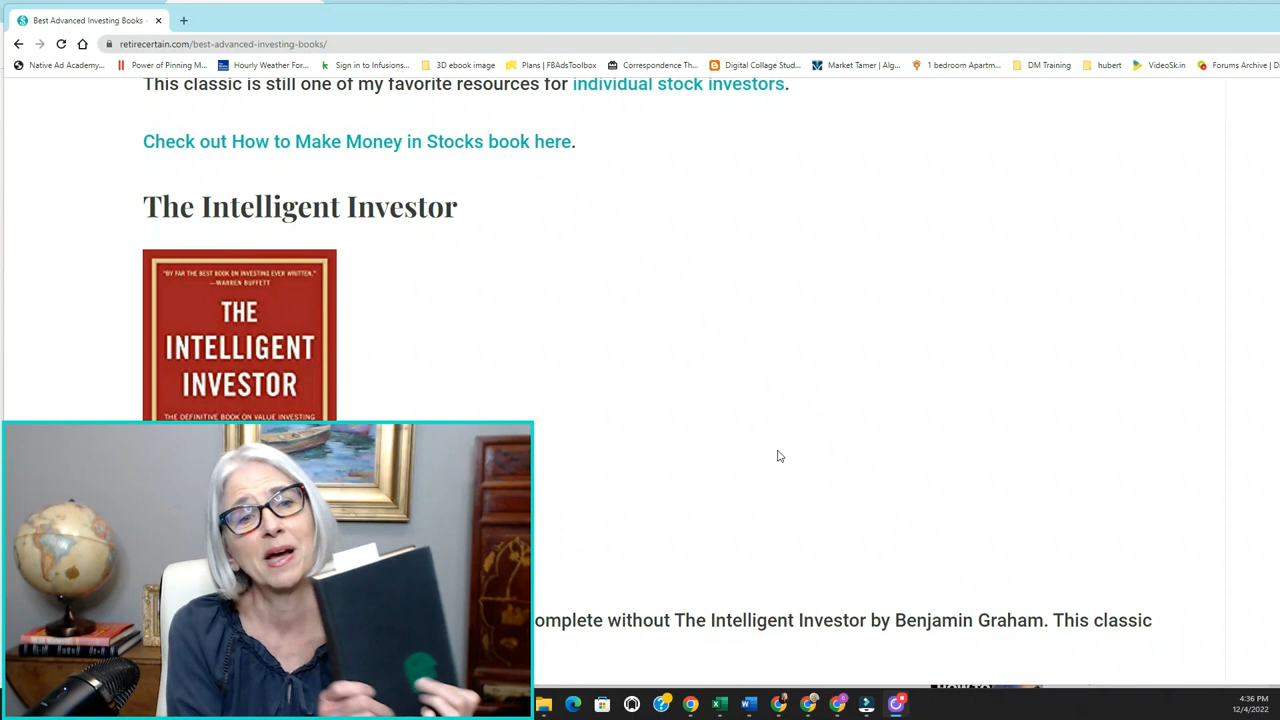 Best Advanced Investing Books -
retirecertain.com/best-advanced-investing-books/
Native Ad Academy...
Power of Pinning M...
Hourly Weather For...
Sign in to Infusions...
3D ebook image
Plans | FBAdsToolbox
Correspondence Th...
Digital Collage Stud...
Market Tamer | Alg...
1 bedroom Apartm...
DM Training
hubert
VideoSk.in
Forums Archive | D
This classic is still one of my favorite resources for individual stock investors.
Check out How to Make Money in Stocks book here.
The Intelligent Investor
"BY FAR THE BEST BOOK ON INVESTING EVER WRITTEN."
—WARREN BUFFETT
THE
INTELLIGENT
INVESTOR
THE DEFINITIVE BOOK ON VALUE INVESTING
omplete without The Intelligent Investor by Benjamin Graham. This classic
4:36 PM
12/4/2022